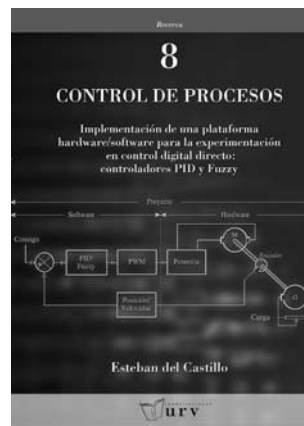 Recerca
8
CONTROL DE PROCESOS
Implementación de una plataforma
hardware/software para la experimentación
en control digital directo:
controladores PID y Fuzzy
Proyecto
Software
Hardware
Consigna
PID/
Fuzzy
PWM
Potencia
M
Encoder
Posición/
Velocidad
G
Carga
Esteban del Castillo
urv